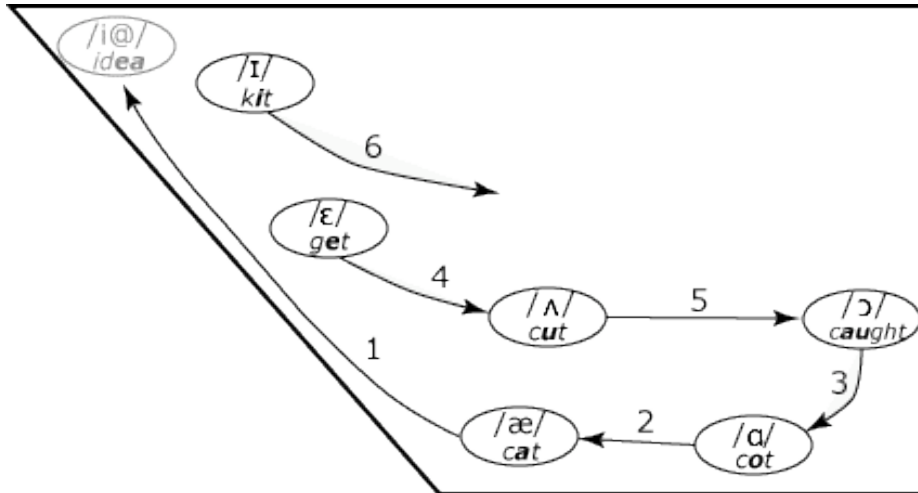 /i@/
idea
/ɪ/
kit
6
/ɛ/
get
4
/ʌ/
cut
5
/ɔ/
caught
1
3
/æ/
cat
2
/ɑ/
cot